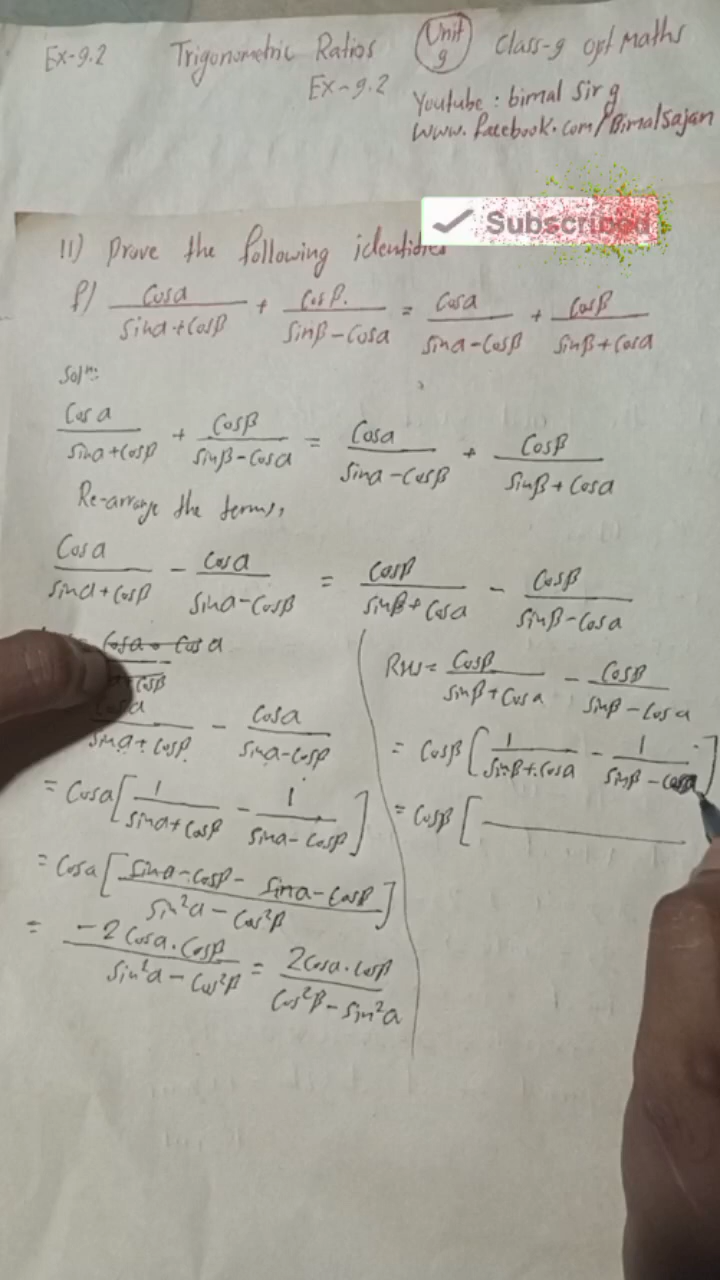 Ex-9.2 Trigonometric Ratios Unit 9 Class-9 opt Maths
Ex-9.2
Youtube : bimal Sir g
www.facebook.com/Bimalsajan
✓ Subscribed
11) Prove the following identities
f) Cosα/(Sinα+Cosβ) + Cosβ/(Sinβ-Cosα) = Cosα/(Sinα-Cosβ) + Cosβ/(Sinβ+Cosα)
Solⁿ:
Cosα/(Sinα+Cosβ) + Cosβ/(Sinβ-Cosα) = Cosα/(Sinα-Cosβ) + Cosβ/(Sinβ+Cosα)
Re-arrange the terms,
Cosα/(Sinα+Cosβ) - Cosα/(Sinα-Cosβ) = Cosβ/(Sinβ+Cosα) - Cosβ/(Sinβ-Cosα)
Cosα/(Sinα+Cosβ) - Cosα/(Sinα-Cosβ)
= Cosα[1/(Sinα+Cosβ) - 1/(Sinα-Cosβ)]
= Cosα[(Sinα-Cosβ-Sinα-Cosβ)/(Sin²α-Cos²β)]
= -2Cosα.Cosβ/(Sin²α-Cos²β) = 2Cosα.Cosβ/(Cos²β-Sin²α)
RHS = Cosβ/(Sinβ+Cosα) - Cosβ/(Sinβ-Cosα)
= Cosβ[1/(Sinβ+Cosα) - 1/(Sinβ-Cosα)]
= Cosβ[